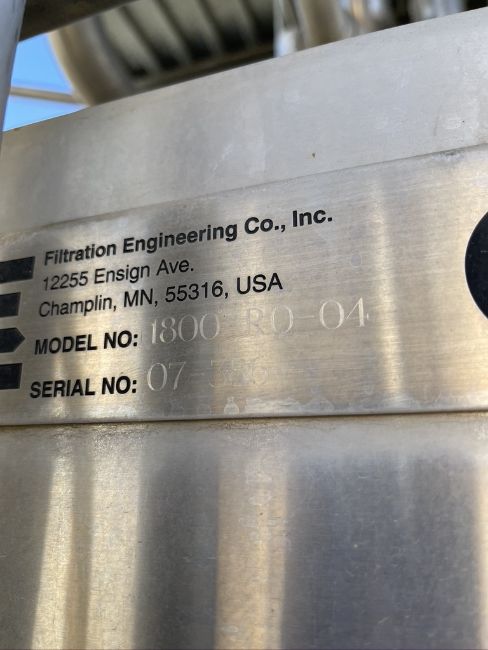 Filtration Engineering Co., Inc.
12255 Ensign Ave.
Champlin, MN, 55316, USA
MODEL NO: 1800 RO-04
SERIAL NO: 07